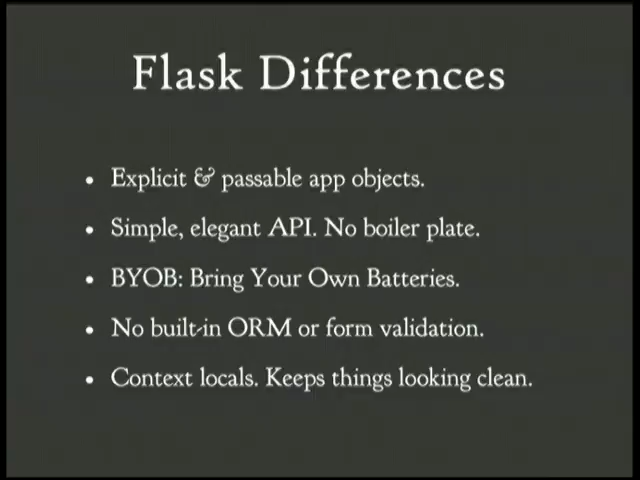 Flask Differences
• Explicit & passable app objects.
• Simple, elegant API. No boiler plate.
• BYOB: Bring Your Own Batteries.
• No built-in ORM or form validation.
• Context locals. Keeps things looking clean.